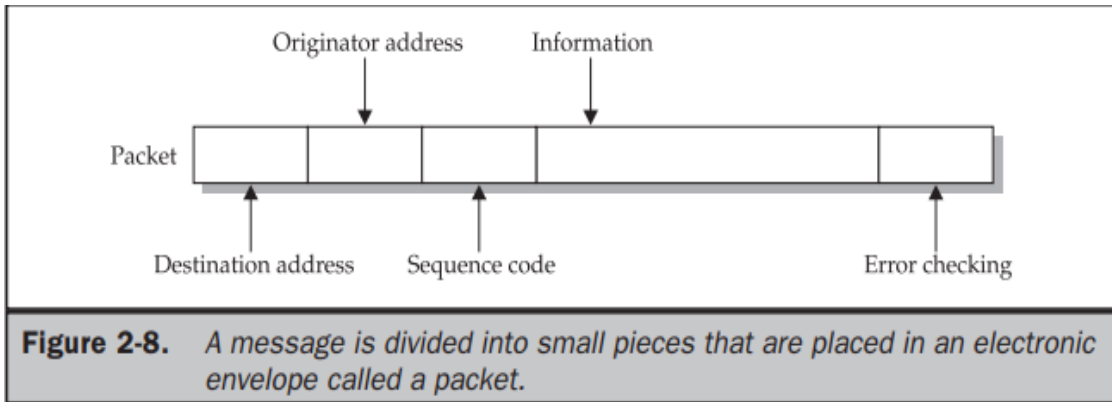 Originator address
Information
Packet
Destination address
Sequence code
Error checking
Figure 2-8. A message is divided into small pieces that are placed in an electronic
envelope called a packet.